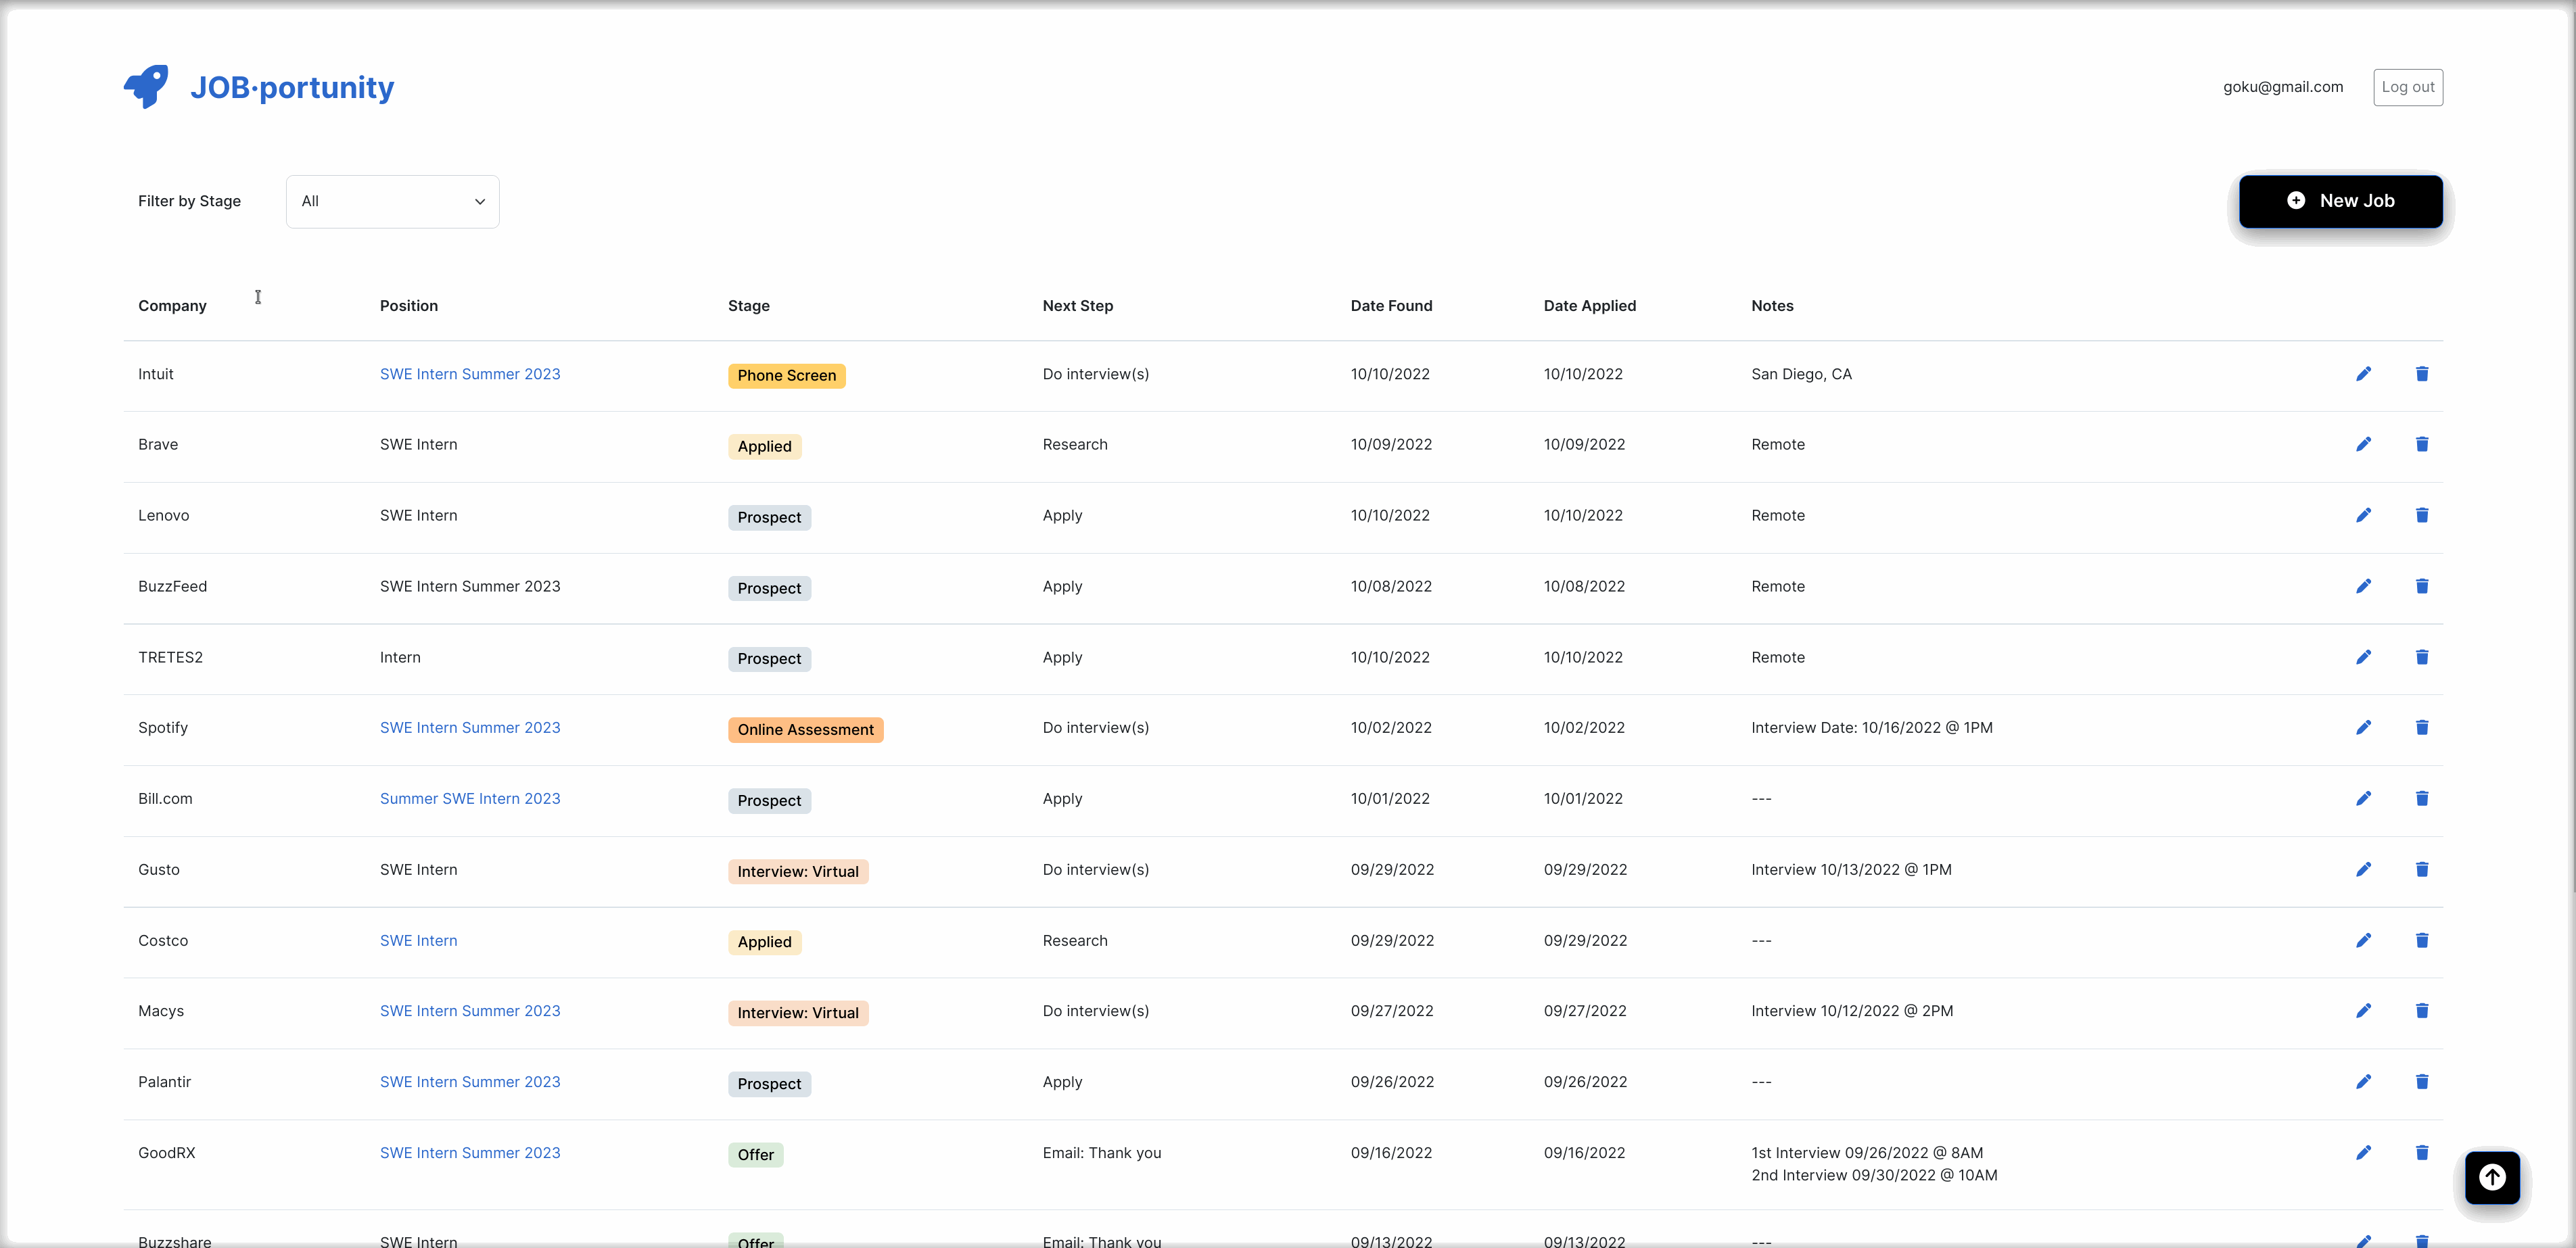 JOB·portunity
goku@gmail.com Log out
Filter by Stage All New Job
Company Position Stage Next Step Date Found Date Applied Notes
Intuit SWE Intern Summer 2023 Phone Screen Do interview(s) 10/10/2022 10/10/2022 San Diego, CA
Brave SWE Intern Applied Research 10/09/2022 10/09/2022 Remote
Lenovo SWE Intern Prospect Apply 10/10/2022 10/10/2022 Remote
BuzzFeed SWE Intern Summer 2023 Prospect Apply 10/08/2022 10/08/2022 Remote
TRETES2 Intern Prospect Apply 10/10/2022 10/10/2022 Remote
Spotify SWE Intern Summer 2023 Online Assessment Do interview(s) 10/02/2022 10/02/2022 Interview Date: 10/16/2022 @ 1PM
Bill.com Summer SWE Intern 2023 Prospect Apply 10/01/2022 10/01/2022 ---
Gusto SWE Intern Interview: Virtual Do interview(s) 09/29/2022 09/29/2022 Interview 10/13/2022 @ 1PM
Costco SWE Intern Applied Research 09/29/2022 09/29/2022 ---
Macys SWE Intern Summer 2023 Interview: Virtual Do interview(s) 09/27/2022 09/27/2022 Interview 10/12/2022 @ 2PM
Palantir SWE Intern Summer 2023 Prospect Apply 09/26/2022 09/26/2022 ---
GoodRX SWE Intern Summer 2023 Offer Email: Thank you 09/16/2022 09/16/2022 1st Interview 09/26/2022 @ 8AM
2nd Interview 09/30/2022 @ 10AM
Buzzshare SWE Intern Offer Email: Thank you 09/13/2022 09/13/2022 ---